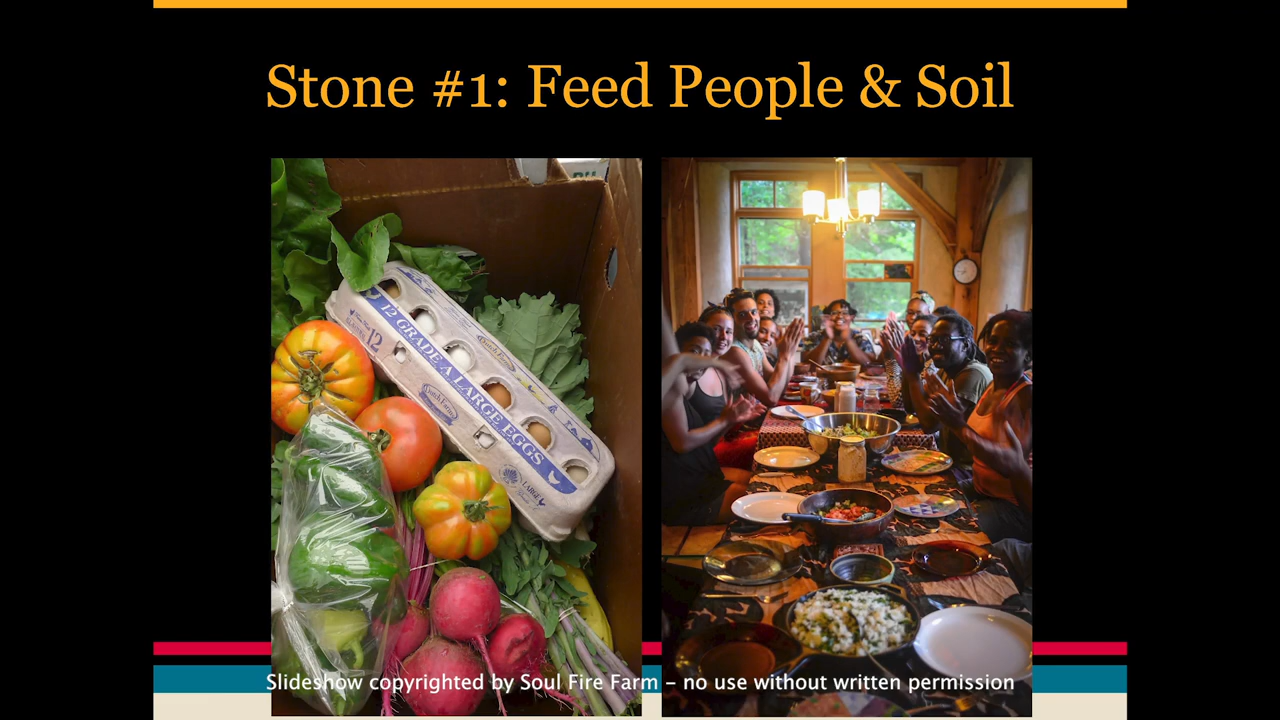 Stone #1: Feed People & Soil
12 GRADE A LARGE EGGS
12
LARGE
Slideshow copyrighted by Soul Fire Farm – no use without written permission